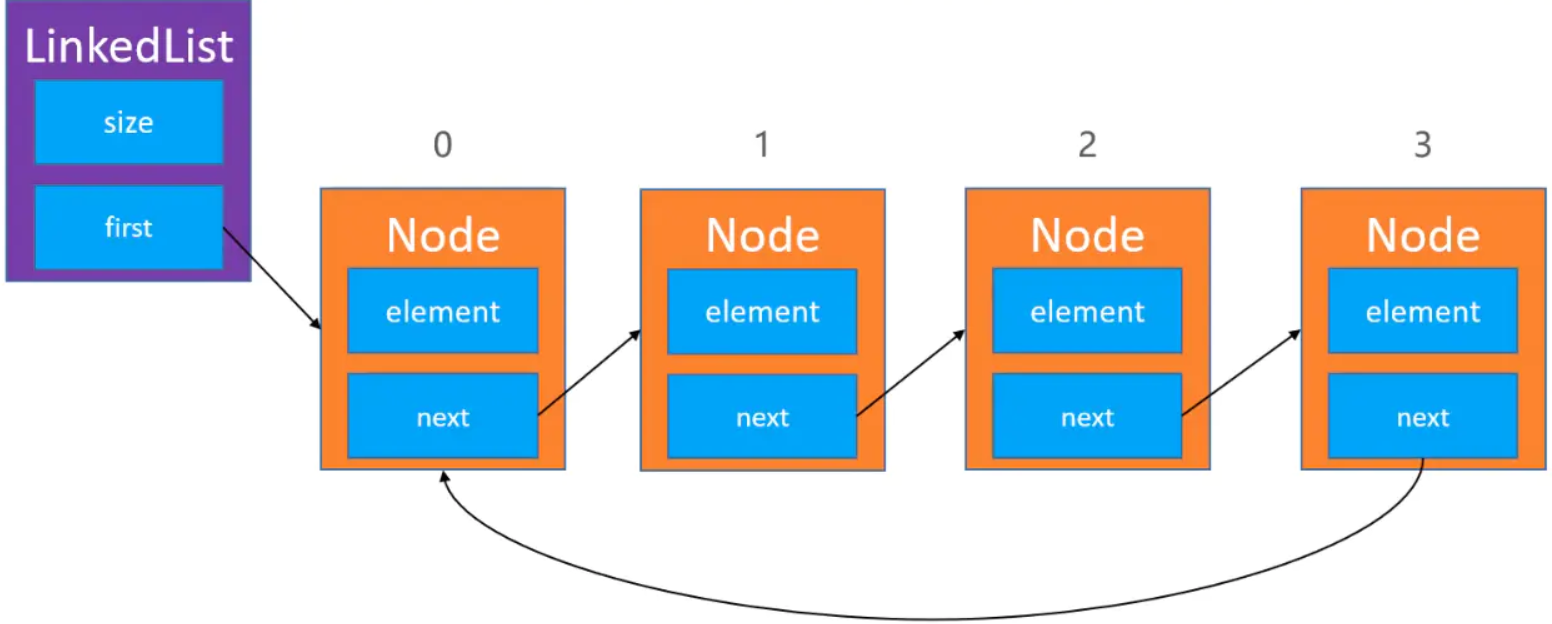 LinkedList
size
first
0
1
2
3
Node
element
next
Node
element
next
Node
element
next
Node
element
next